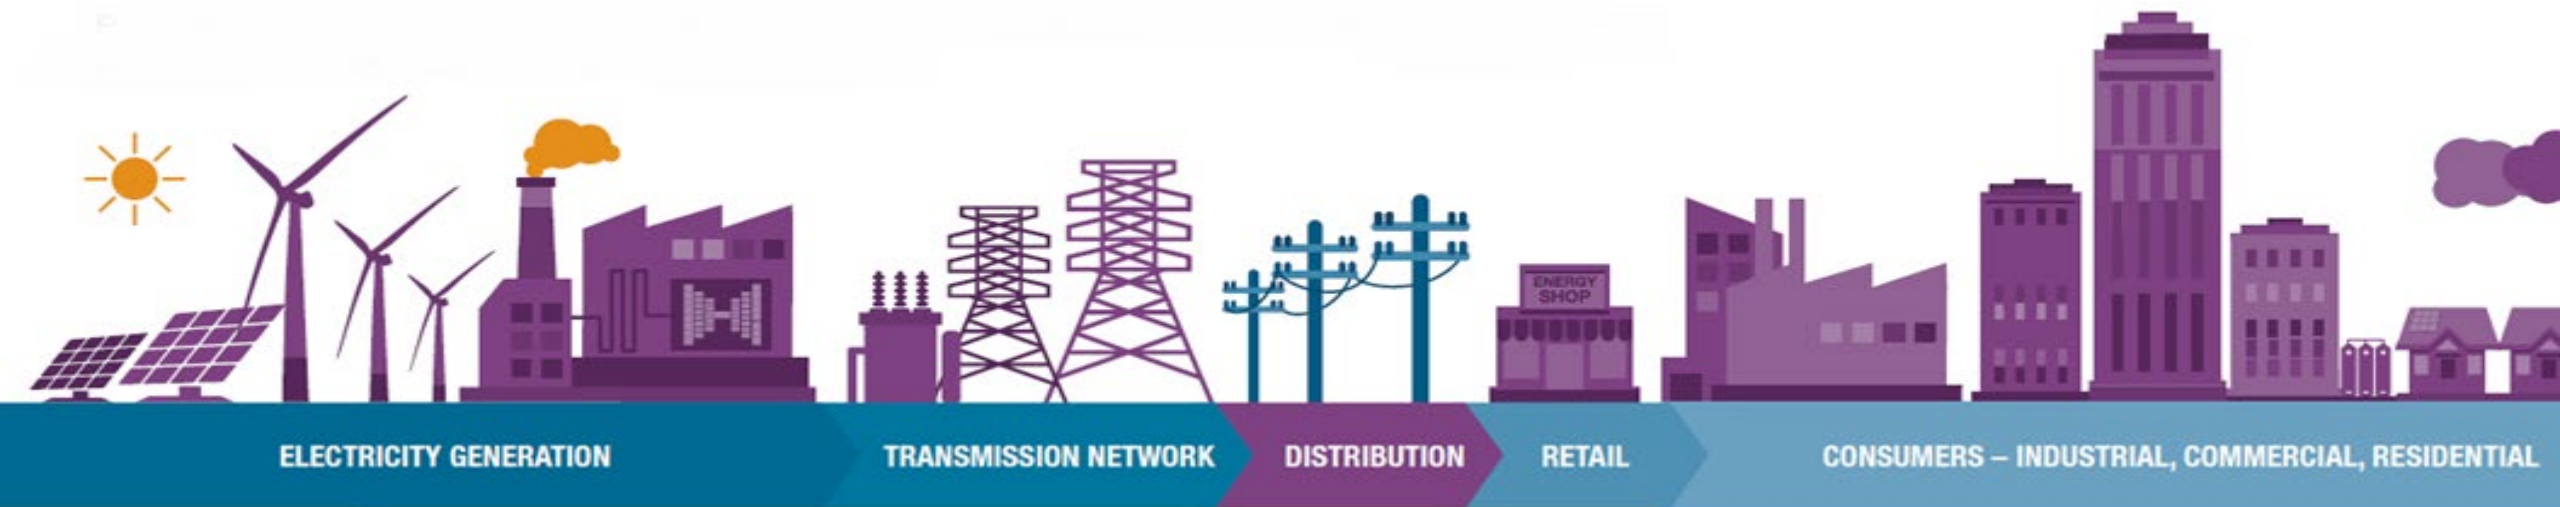 ENERGY
SHOP
ELECTRICITY GENERATION
TRANSMISSION NETWORK
DISTRIBUTION
RETAIL
CONSUMERS – INDUSTRIAL, COMMERCIAL, RESIDENTIAL